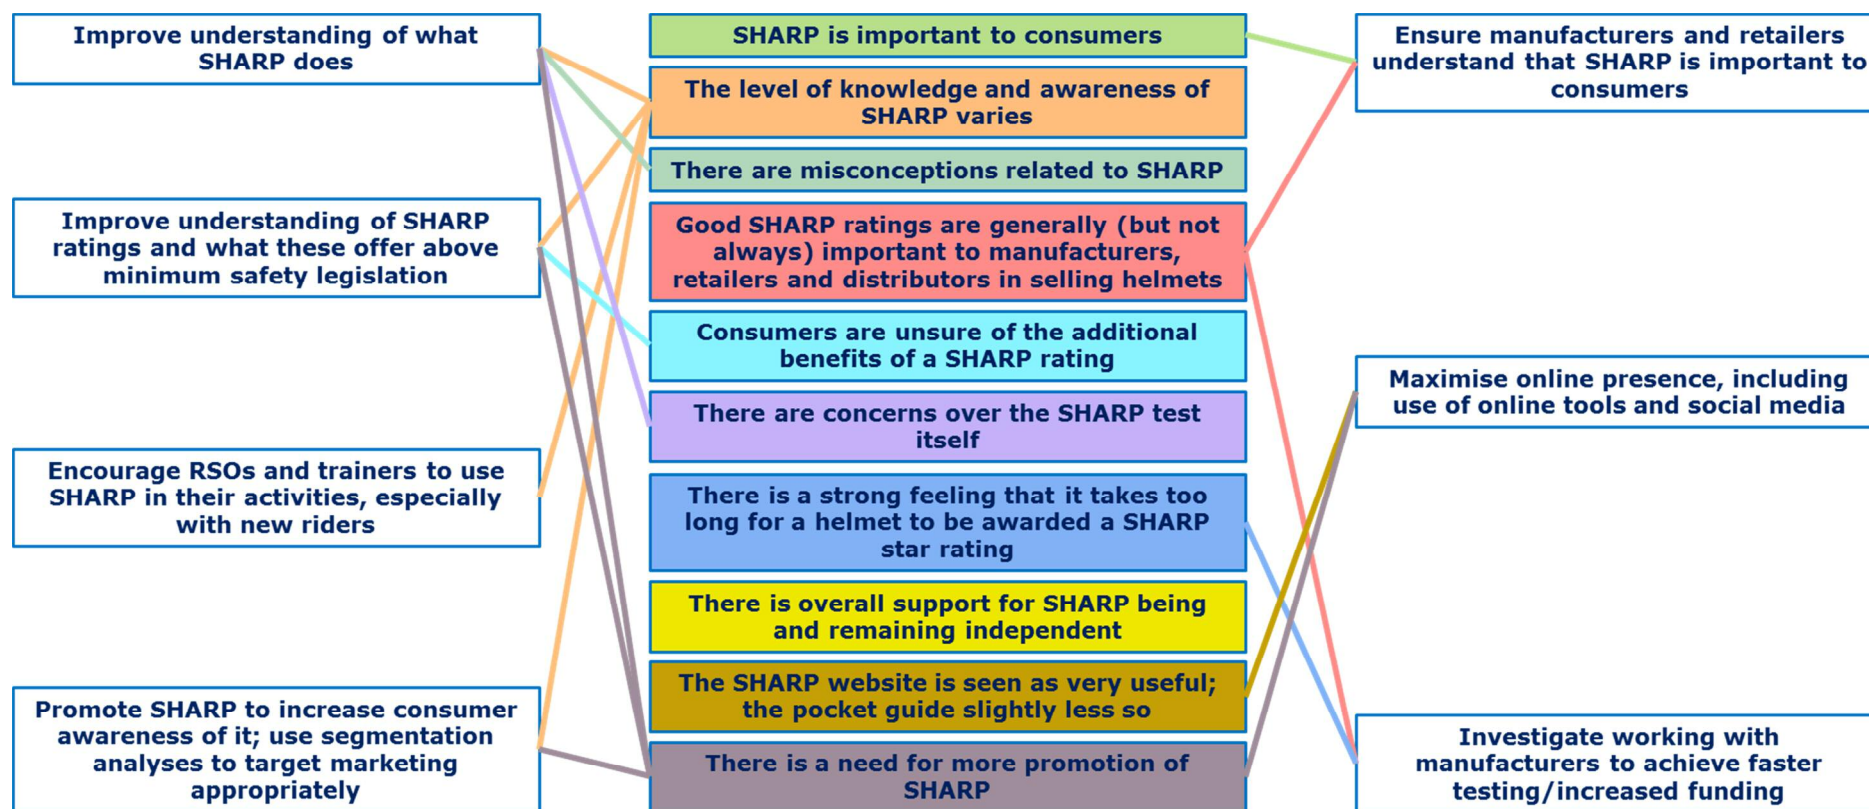 Improve understanding of what
SHARP does
Improve understanding of SHARP
ratings and what these offer above
minimum safety legislation
Encourage RSOs and trainers to use
SHARP in their activities, especially
with new riders
Promote SHARP to increase consumer
awareness of it; use segmentation
analyses to target marketing
appropriately
SHARP is important to consumers
The level of knowledge and awareness of
SHARP varies
There are misconceptions related to SHARP
Good SHARP ratings are generally (but not
always) important to manufacturers,
retailers and distributors in selling helmets
Consumers are unsure of the additional
benefits of a SHARP rating
There are concerns over the SHARP test
itself
There is a strong feeling that it takes too
long for a helmet to be awarded a SHARP
star rating
There is overall support for SHARP being
and remaining independent
The SHARP website is seen as very useful;
the pocket guide slightly less so
There is a need for more promotion of
SHARP
Ensure manufacturers and retailers
understand that SHARP is important to
consumers
Maximise online presence, including
use of online tools and social media
Investigate working with
manufacturers to achieve faster
testing/increased funding